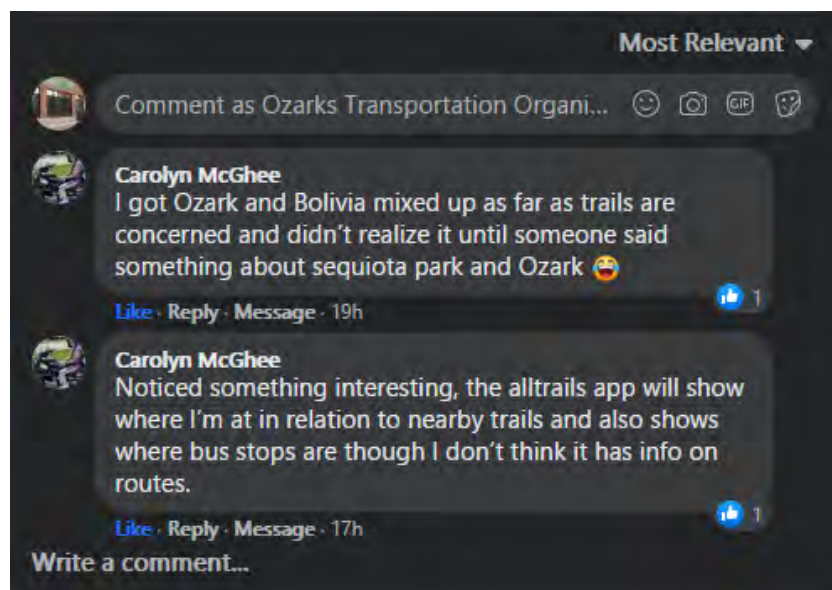 Most Relevant
Comment as Ozarks Transportation Organi...
GIF
Carolyn McGhee
I got Ozark and Bolivia mixed up as far as trails are
concerned and didn't realize it until someone said
something about sequiota park and Ozark 😂
1
Like · Reply · Message · 19h
Carolyn McGhee
Noticed something interesting, the alltrails app will show
where I'm at in relation to nearby trails and also shows
where bus stops are though I don't think it has info on
routes.
1
Like · Reply · Message · 17h
Write a comment...